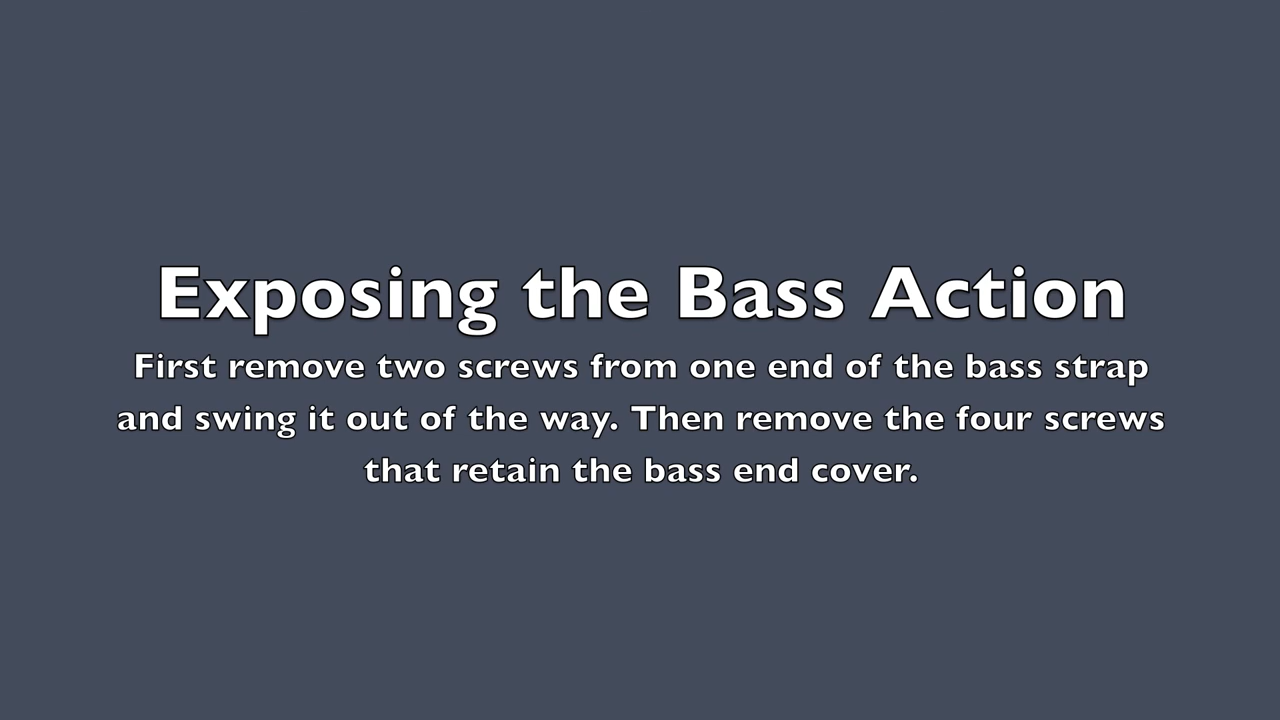 Exposing the Bass Action
First remove two screws from one end of the bass strap
and swing it out of the way. Then remove the four screws
that retain the bass end cover.